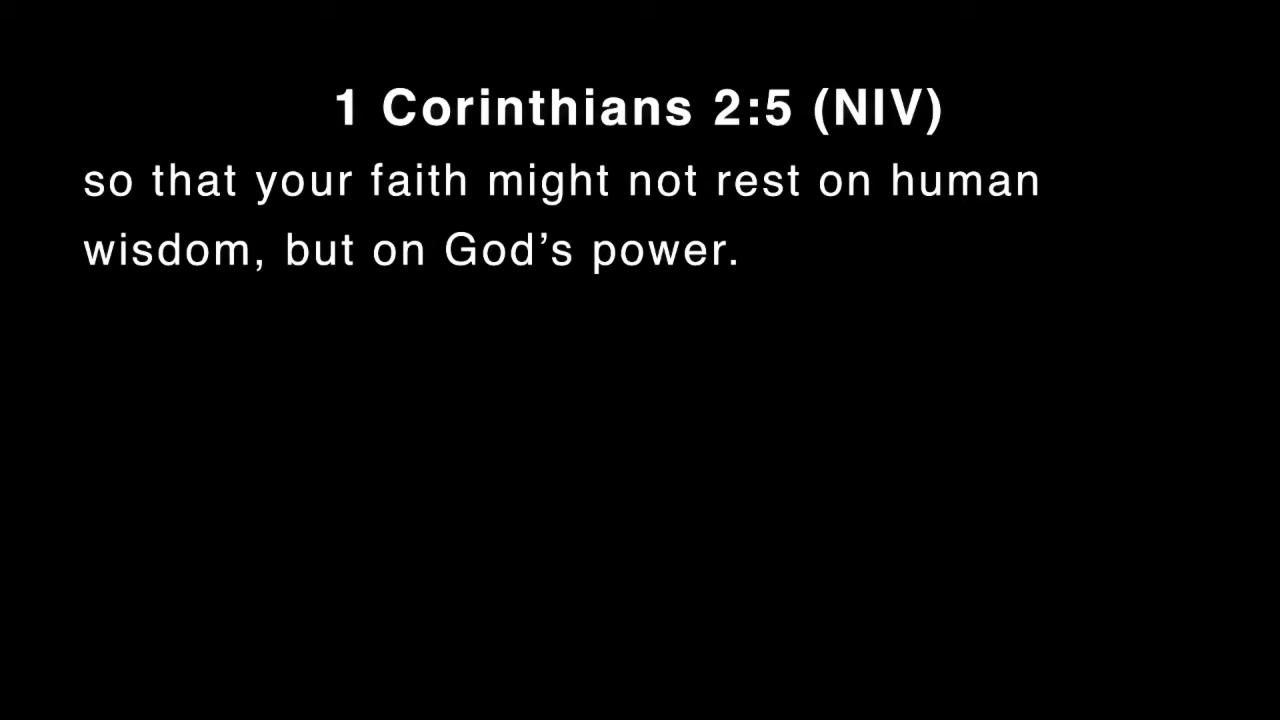 1 Corinthians 2:5 (NIV)
so that your faith might not rest on human
wisdom, but on God’s power.